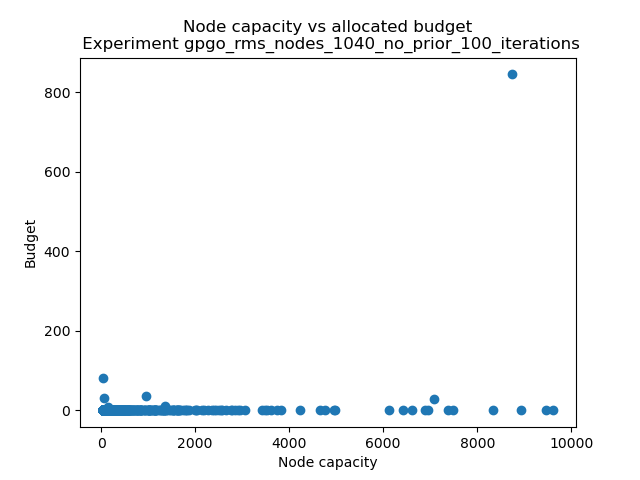 Node capacity vs allocated budget
Experiment gpgo_rms_nodes_1040_no_prior_100_iterations
800
600
400
200
0
Budget
0 2000 4000 6000 8000 10000
Node capacity